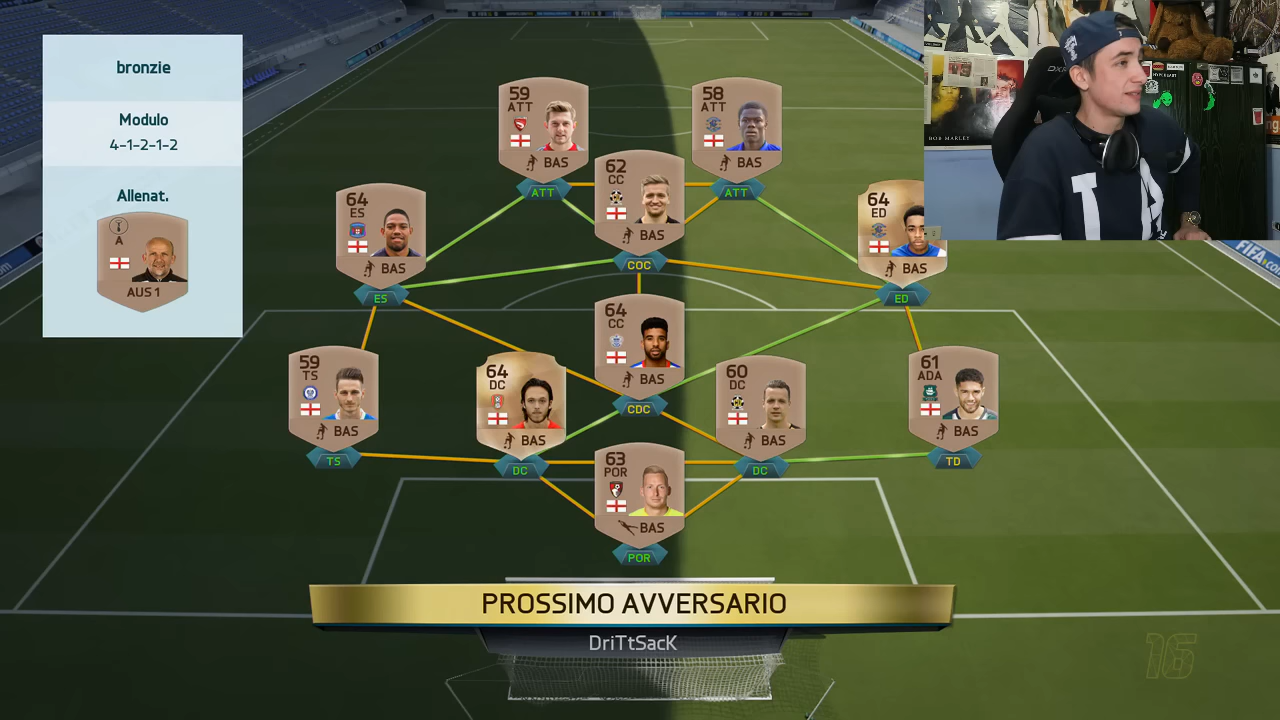 bronzie
Modulo
4-1-2-1-2
Allenat.
A
AUS 1
59
ATT
BAS
ATT
58
ATT
BAS
ATT
62
CC
BAS
COC
64
ES
BAS
ES
64
ED
BAS
ED
64
CC
BAS
CDC
59
TS
BAS
TS
64
DC
BAS
DC
60
DC
BAS
DC
61
ADA
BAS
TD
63
POR
BAS
POR
PROSSIMO AVVERSARIO
DriTtSacK
16
BOB MARLEY
FIFA.co